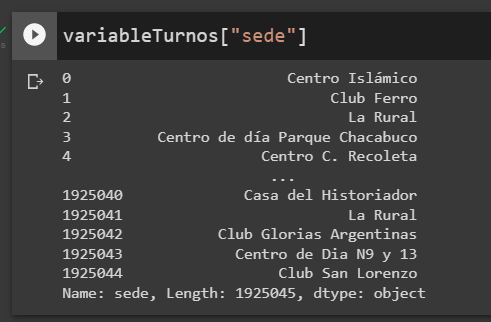 variableTurnos["sede"]
0 Centro Islámico
1 Club Ferro
2 La Rural
3 Centro de día Parque Chacabuco
4 Centro C. Recoleta
...
1925040 Casa del Historiador
1925041 La Rural
1925042 Club Glorias Argentinas
1925043 Centro de Dia N9 y 13
1925044 Club San Lorenzo
Name: sede, Length: 1925045, dtype: object